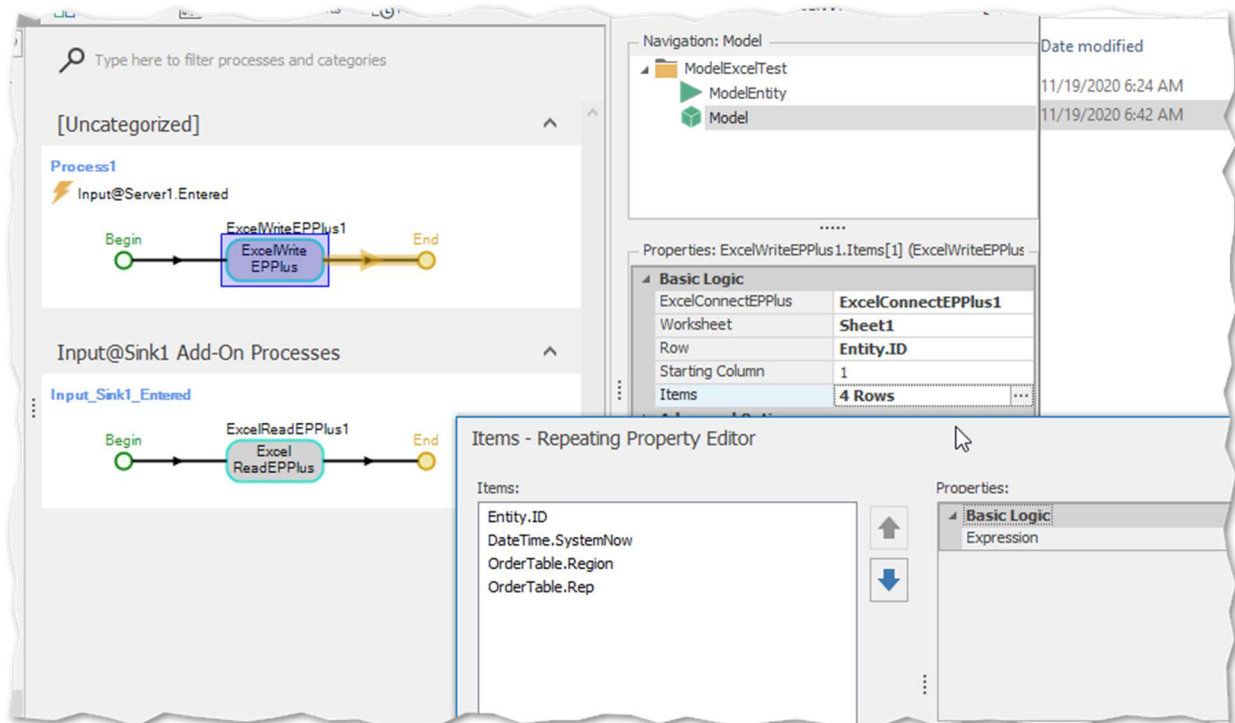 Type here to filter processes and categories
[Uncategorized]
Process1
Input@Server1.Entered
ExcelWriteEPPlus1
Begin
ExcelWrite
EPPlus
End
Input@Sink1 Add-On Processes
Input_Sink1_Entered
ExcelReadEPPlus1
Begin
Excel
ReadEPPlus
End
Navigation: Model
ModelExcelTest
ModelEntity
Model
Date modified
11/19/2020 6:24 AM
11/19/2020 6:42 AM
Properties: ExcelWriteEPPlus1.Items[1] (ExcelWriteEPPlus
Basic Logic
ExcelConnectEPPlus ExcelConnectEPPlus1
Worksheet Sheet1
Row Entity.ID
Starting Column 1
Items 4 Rows ...
Items - Repeating Property Editor
Items:
Entity.ID
DateTime.SystemNow
OrderTable.Region
OrderTable.Rep
Properties:
Basic Logic
Expression